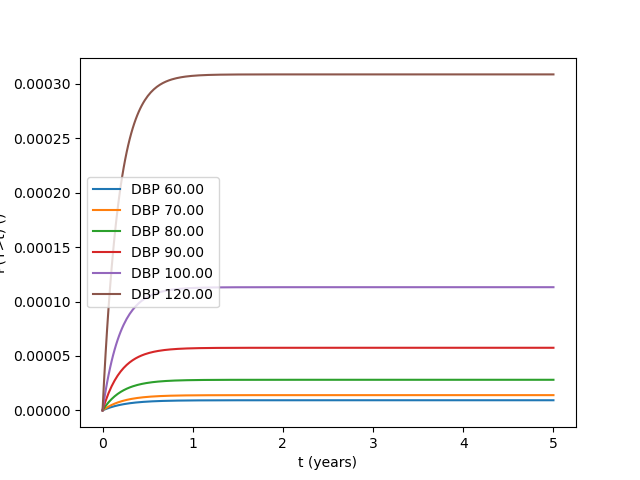 0.00030
0.00025
0.00020
0.00015
0.00010
0.00005
0.00000
DBP 60.00
DBP 70.00
DBP 80.00
DBP 90.00
DBP 100.00
DBP 120.00
0 1 2 3 4 5
t (years)